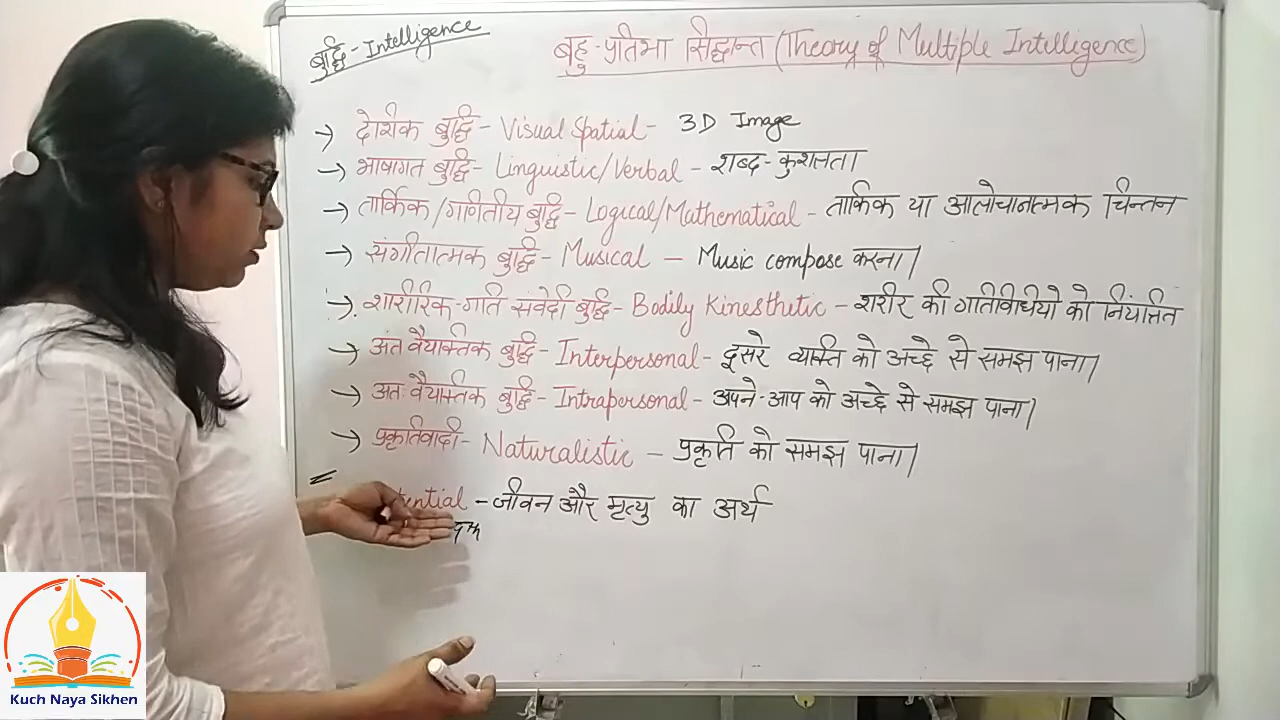 बुद्धि - Intelligence
बहु-प्रतिभा सिद्धान्त (Theory of Multiple Intelligence)
→ देशिक बुद्धि - Visual Spatial - 3D Image
→ भाषागत बुद्धि - Linguistic/Verbal - शब्द-कुशलता
→ तार्किक/गणितीय बुद्धि - Logical/Mathematical - तार्किक या आलोचानत्मक चिन्तन
→ संगीतात्मक बुद्धि - Musical - Music compose करना।
→ शारीरिक-गति संवेदी बुद्धि - Bodily Kinesthetic - शरीर की गतिविधियो को नियंत्रित
→ अंत वैयक्तिक बुद्धि - Interpersonal - दूसरे व्यक्ति को अच्छे से समझ पाना।
→ अतः वैयक्तिक बुद्धि - Intrapersonal - अपने-आप को अच्छे से समझ पाना।
→ प्रकृतिवादी - Naturalistic - प्रकृति को समझ पाना।
- जीवन और मृत्यु का अर्थ
Kuch Naya Sikhen